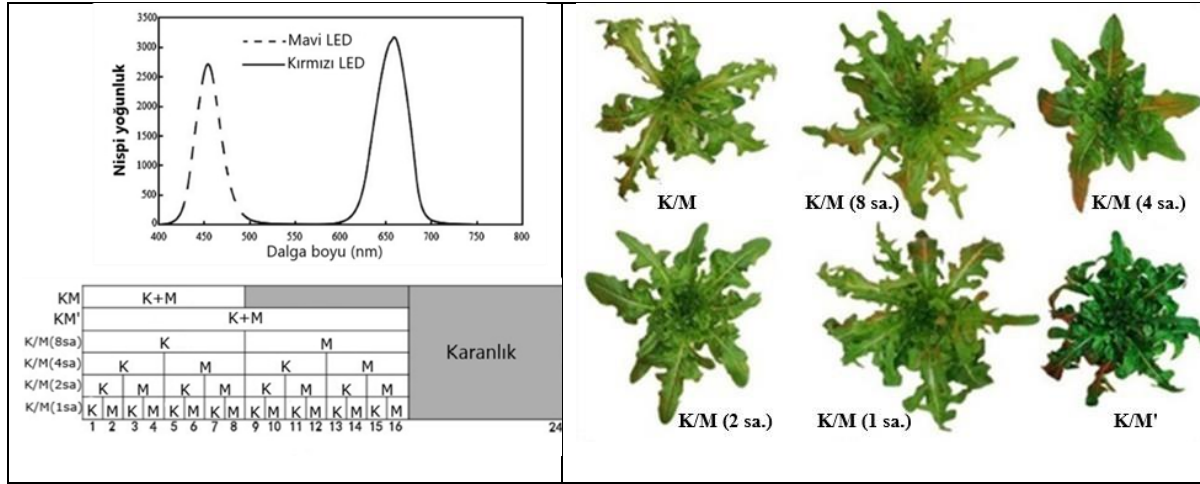 Nispi yoğunluk
3500
3000
2500
2000
1500
1000
500
0
Mavi LED
Kırmızı LED
400 450 500 550 600 650 700 750 800
Dalga boyu (nm)
KM K+M
KM' K+M
K/M(8sa) K M
K/M(4sa) K M K M
K/M(2sa) K M K M K M K M
K/M(1sa) K M K M K M K M K M K M K M K M
1 2 3 4 5 6 7 8 9 10 11 12 13 14 15 16 24
Karanlık
K/M K/M (8 sa.) K/M (4 sa.)
K/M (2 sa.) K/M (1 sa.) K/M'